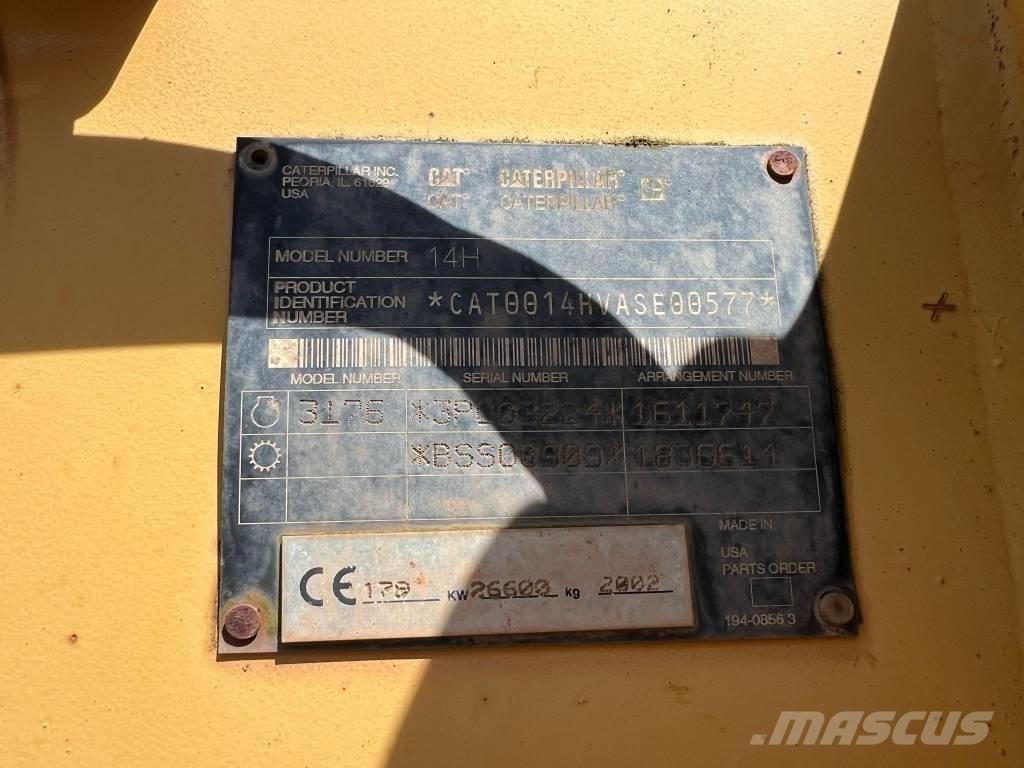 CATERPILLAR INC.
PEORIA, IL 61629
USA
CAT® CATERPILLAR®
CAT® CATERPILLAR®
MODEL NUMBER 14H
PRODUCT
IDENTIFICATION
NUMBER
*CAT0014HVASE00577*
MODEL NUMBER SERIAL NUMBER ARRANGEMENT NUMBER
3176 1611747
*BSS00909* 1836614
MADE IN
USA
PARTS ORDER
194-0856 3
CE 179 KW 26600 kg 2002
MASCUS